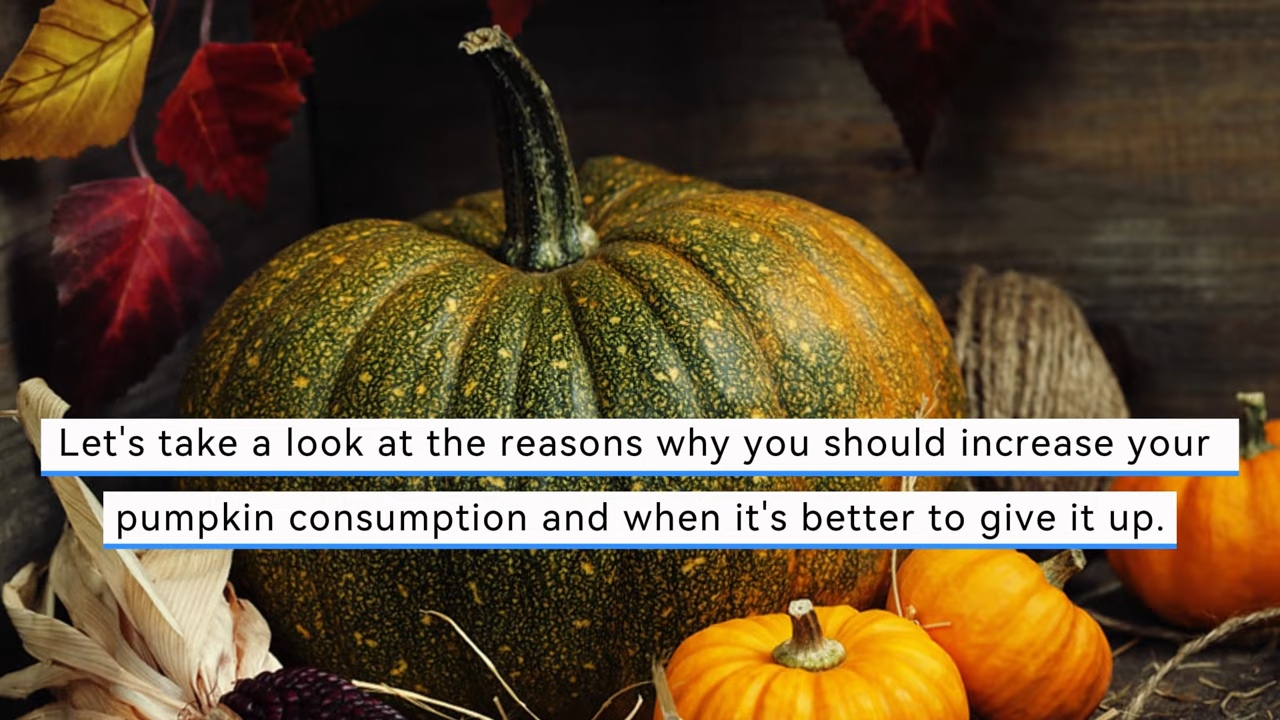 Let's take a look at the reasons why you should increase your
pumpkin consumption and when it's better to give it up.